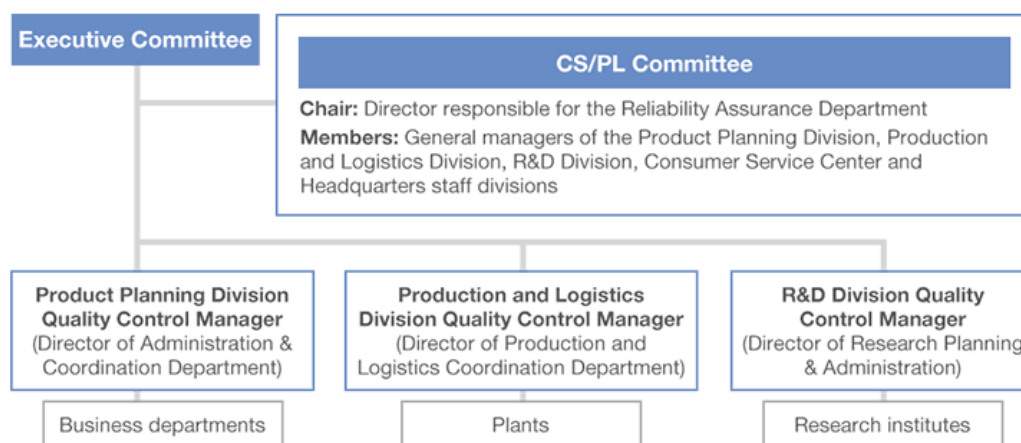 Executive Committee
CS/PL Committee
Chair: Director responsible for the Reliability Assurance Department
Members: General managers of the Product Planning Division, Production
and Logistics Division, R&D Division, Consumer Service Center and
Headquarters staff divisions
Product Planning Division
Quality Control Manager
(Director of Administration &
Coordination Department)
Production and Logistics
Division Quality Control Manager
(Director of Production and
Logistics Coordination Department)
R&D Division Quality
Control Manager
(Director of Research Planning
& Administration)
Business departments
Plants
Research institutes